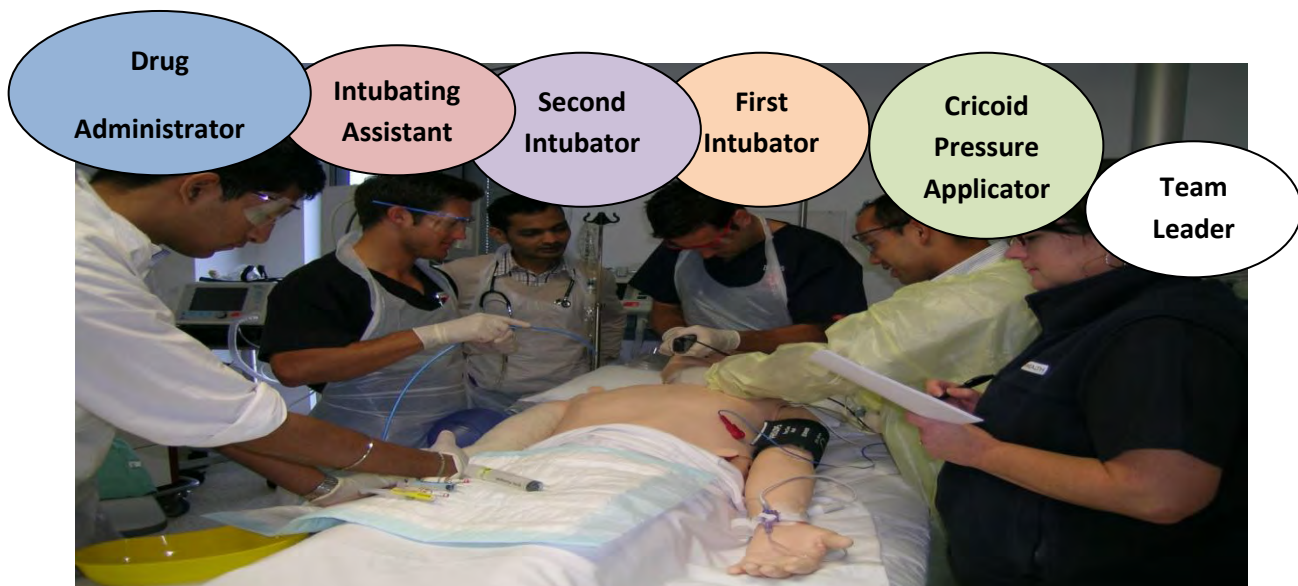 Drug
Administrator
Intubating
Assistant
Second
Intubator
First
Intubator
Cricoid
Pressure
Applicator
Team
Leader